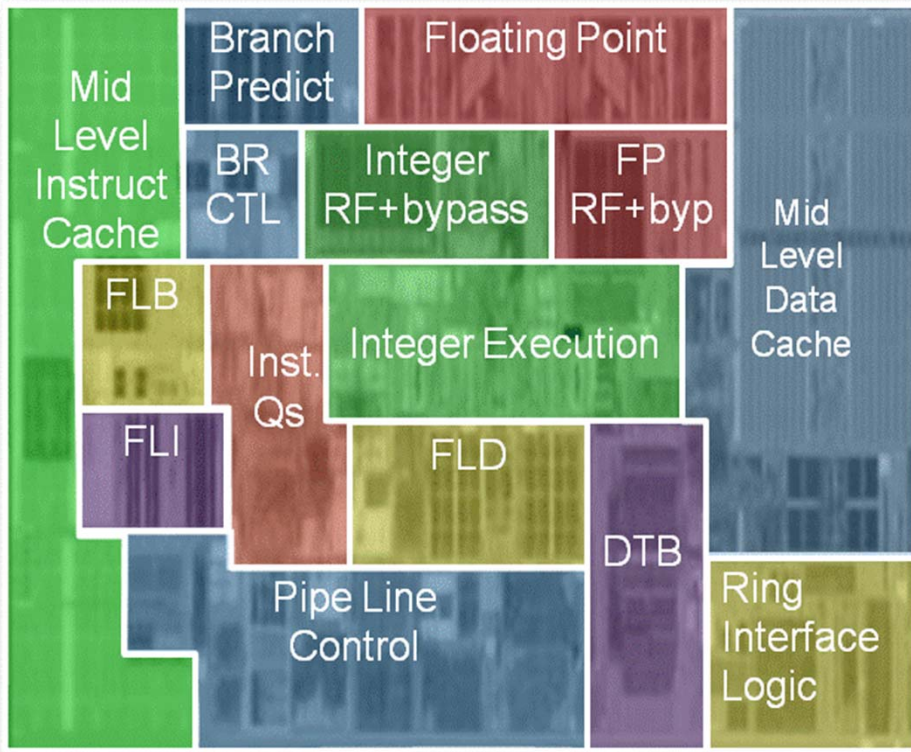 Mid
Level
Instruct
Cache
Branch
Predict
Floating Point
BR
CTL
Integer
RF+bypass
FP
RF+byp
Mid
Level
Data
Cache
FLB
Inst.
Qs
Integer Execution
FLI
FLD
DTB
Pipe Line
Control
Ring
Interface
Logic